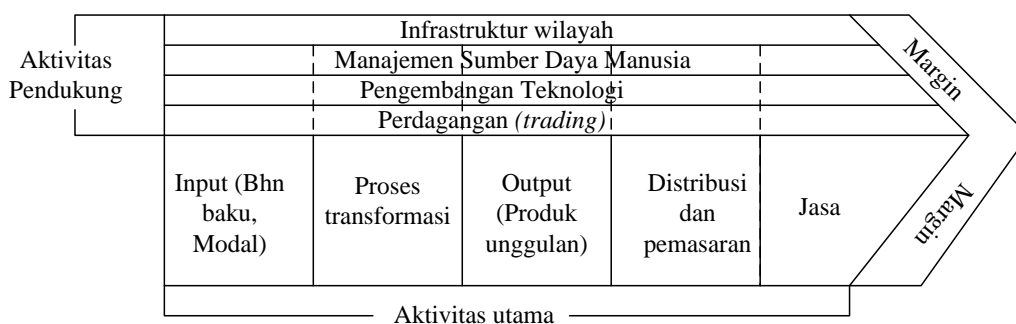 Infrastruktur wilayah
Aktivitas
Pendukung
Manajemen Sumber Daya Manusia
Pengembangan Teknologi
Perdagangan (trading)
Margin
Input (Bhn
baku,
Modal)
Proses
transformasi
Output
(Produk
unggulan)
Distribusi
dan
pemasaran
Jasa
Margin
Aktivitas utama